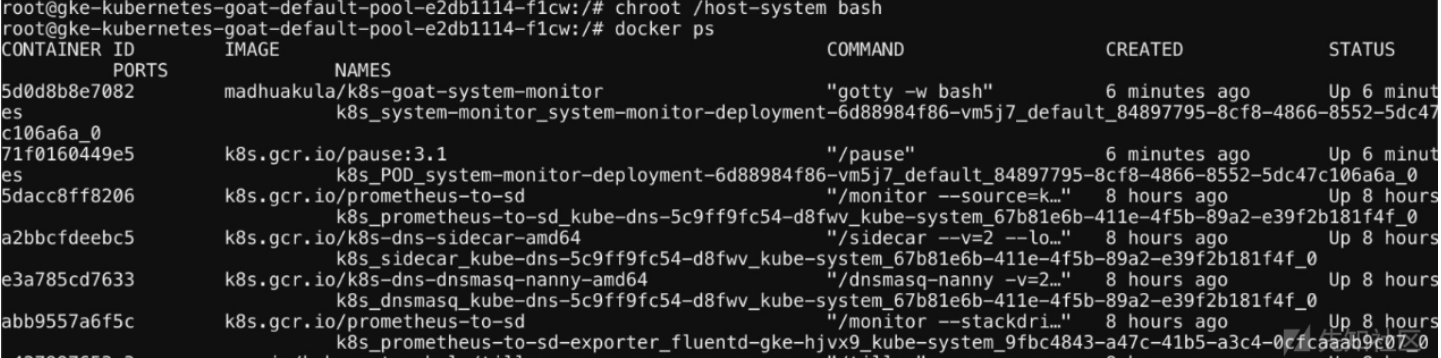 root@gke-kubernetes-goat-default-pool-e2db1114-f1cw:/# chroot /host-system bash
root@gke-kubernetes-goat-default-pool-e2db1114-f1cw:/# docker ps
CONTAINER ID        IMAGE                                                COMMAND                  CREATED             STATUS
          PORTS               NAMES
5d0d8b8e7082        madhuakula/k8s-goat-system-monitor                   "gotty -w bash"          6 minutes ago       Up 6 minut
es                            k8s_system-monitor_system-monitor-deployment-6d88984f86-vm5j7_default_84897795-8cf8-4866-8552-5dc47
c106a6a_0
71f0160449e5        k8s.gcr.io/pause:3.1                                 "/pause"                 6 minutes ago       Up 6 minut
es                            k8s_POD_system-monitor-deployment-6d88984f86-vm5j7_default_84897795-8cf8-4866-8552-5dc47c106a6a_0
5dacc8ff8206        k8s.gcr.io/prometheus-to-sd                          "/monitor --source=k…"   8 hours ago         Up 8 hours
                              k8s_prometheus-to-sd_kube-dns-5c9ff9fc54-d8fwv_kube-system_67b81e6b-411e-4f5b-89a2-e39f2b181f4f_0
a2bbcfdeebc5        k8s.gcr.io/k8s-dns-sidecar-amd64                     "/sidecar --v=2 --lo…"   8 hours ago         Up 8 hours
                              k8s_sidecar_kube-dns-5c9ff9fc54-d8fwv_kube-system_67b81e6b-411e-4f5b-89a2-e39f2b181f4f_0
e3a785cd7633        k8s.gcr.io/k8s-dns-dnsmasq-nanny-amd64               "/dnsmasq-nanny -v=2…"   8 hours ago         Up 8 hours
                              k8s_dnsmasq_kube-dns-5c9ff9fc54-d8fwv_kube-system_67b81e6b-411e-4f5b-89a2-e39f2b181f4f_0
abb9557a6f5c        k8s.gcr.io/prometheus-to-sd                          "/monitor --stackdri…"   8 hours ago         Up 8 hours
                              k8s_prometheus-to-sd-exporter_fluentd-gke-hjvx9_kube-system_9fbc4843-a47c-41b5-a3c4-0cfcaaab9c07_0